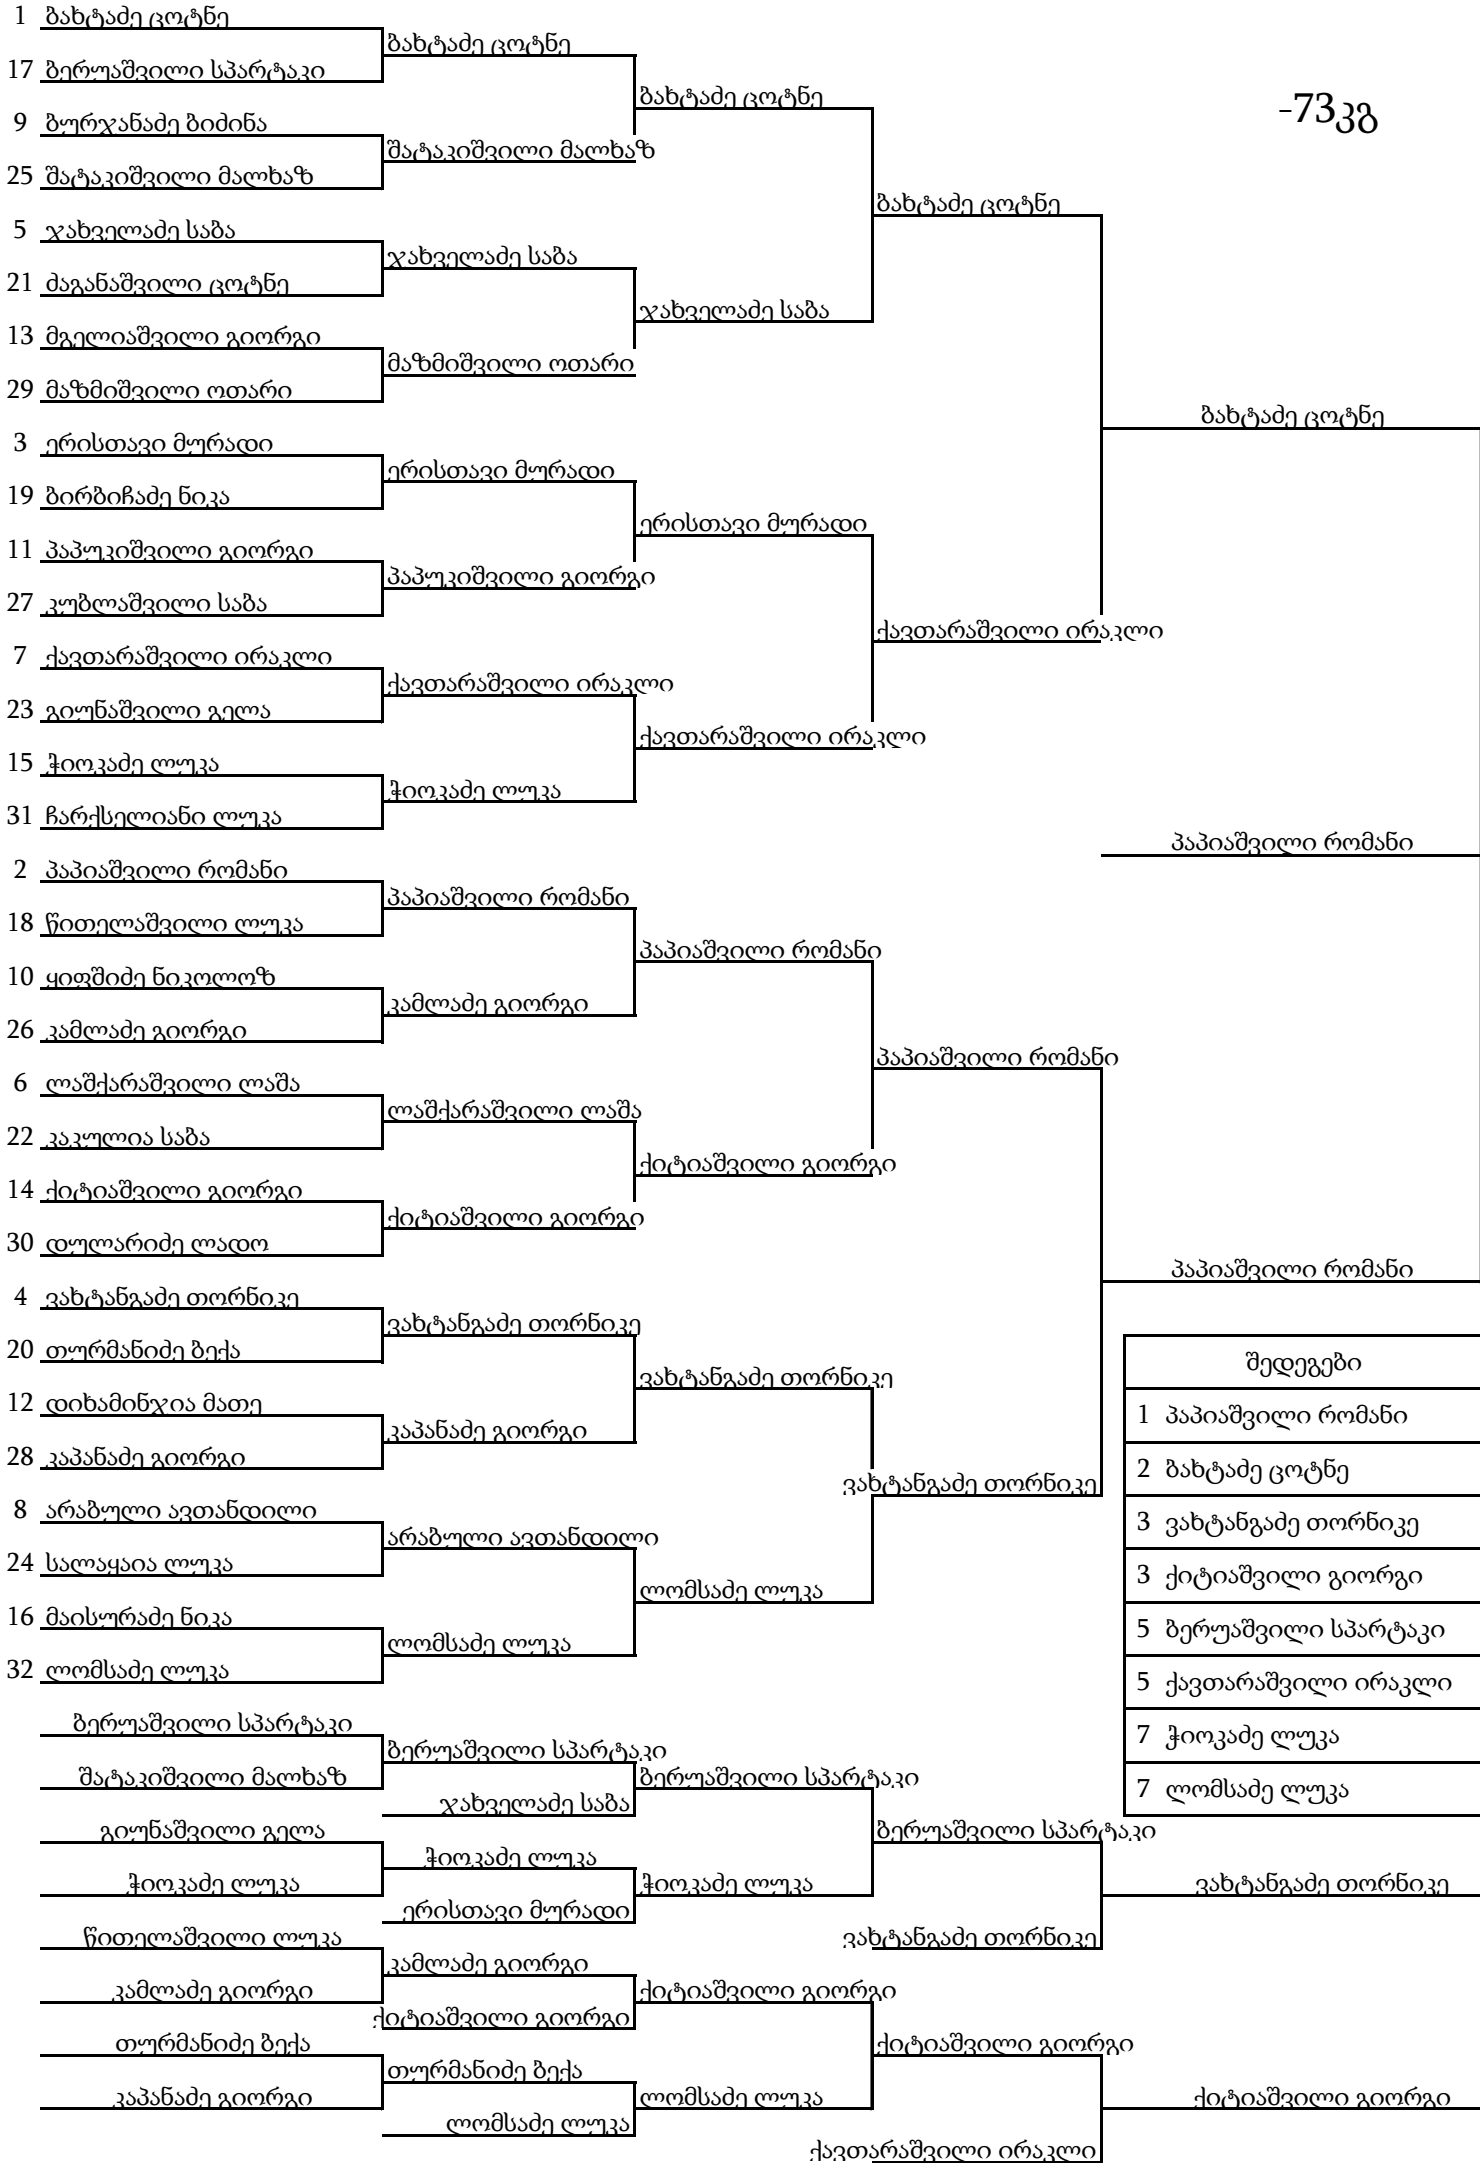 -73კგ
1 ბახტაძე ცოტნე
17 ბერუაშვილი სპარტაკი
9 ბურჯანაძე ბიძინა
25 შატაკიშვილი მალხაზ
5 ჯახველაძე საბა
21 ძაგანაშვილი ცოტნე
13 მგელიაშვილი გიორგი
29 მაზმიშვილი ოთარი
3 ერისთავი მურადი
19 ბირბიჩაძე ნიკა
11 პაპუკიშვილი გიორგი
27 კუბლაშვილი საბა
7 ქავთარაშვილი ირაკლი
23 გიუნაშვილი გელა
15 ჭიოკაძე ლუკა
31 ჩარქსელიანი ლუკა
2 პაპიაშვილი რომანი
18 წითელაშვილი ლუკა
10 ყიფშიძე ნიკოლოზ
26 კამლაძე გიორგი
6 ლაშქარაშვილი ლაშა
22 კაკულია საბა
14 ქიტიაშვილი გიორგი
30 დულარიძე ლადო
4 ვახტანგაძე თორნიკე
20 თურმანიძე ბექა
12 დიხამინჯია მათე
28 კაპანაძე გიორგი
8 არაბული ავთანდილი
24 სალაყაია ლუკა
16 მაისურაძე ნიკა
32 ლომსაძე ლუკა
ბახტაძე ცოტნე
შატაკიშვილი მალხაზ
ჯახველაძე საბა
მაზმიშვილი ოთარი
ერისთავი მურადი
პაპუკიშვილი გიორგი
ქავთარაშვილი ირაკლი
ჭიოკაძე ლუკა
პაპიაშვილი რომანი
კამლაძე გიორგი
ლაშქარაშვილი ლაშა
ქიტიაშვილი გიორგი
ვახტანგაძე თორნიკე
კაპანაძე გიორგი
არაბული ავთანდილი
ლომსაძე ლუკა
ბახტაძე ცოტნე
ჯახველაძე საბა
ერისთავი მურადი
ქავთარაშვილი ირაკლი
პაპიაშვილი რომანი
ქიტიაშვილი გიორგი
ვახტანგაძე თორნიკე
ლომსაძე ლუკა
ბახტაძე ცოტნე
ქავთარაშვილი ირაკლი
პაპიაშვილი რომანი
ვახტანგაძე თორნიკე
ბახტაძე ცოტნე
პაპიაშვილი რომანი
პაპიაშვილი რომანი
შედეგები
1 პაპიაშვილი რომანი
2 ბახტაძე ცოტნე
3 ვახტანგაძე თორნიკე
3 ქიტიაშვილი გიორგი
5 ბერუაშვილი სპარტაკი
5 ქავთარაშვილი ირაკლი
7 ჭიოკაძე ლუკა
7 ლომსაძე ლუკა
ბერუაშვილი სპარტაკი
შატაკიშვილი მალხაზ
გიუნაშვილი გელა
ჭიოკაძე ლუკა
წითელაშვილი ლუკა
კამლაძე გიორგი
თურმანიძე ბექა
კაპანაძე გიორგი
ბერუაშვილი სპარტაკი
ჯახველაძე საბა
ჭიოკაძე ლუკა
ერისთავი მურადი
კამლაძე გიორგი
ქიტიაშვილი გიორგი
თურმანიძე ბექა
ლომსაძე ლუკა
ბერუაშვილი სპარტაკი
ჭიოკაძე ლუკა
ქიტიაშვილი გიორგი
ლომსაძე ლუკა
ბერუაშვილი სპარტაკი
ვახტანგაძე თორნიკე
ქიტიაშვილი გიორგი
ქავთარაშვილი ირაკლი
ვახტანგაძე თორნიკე
ქიტიაშვილი გიორგი